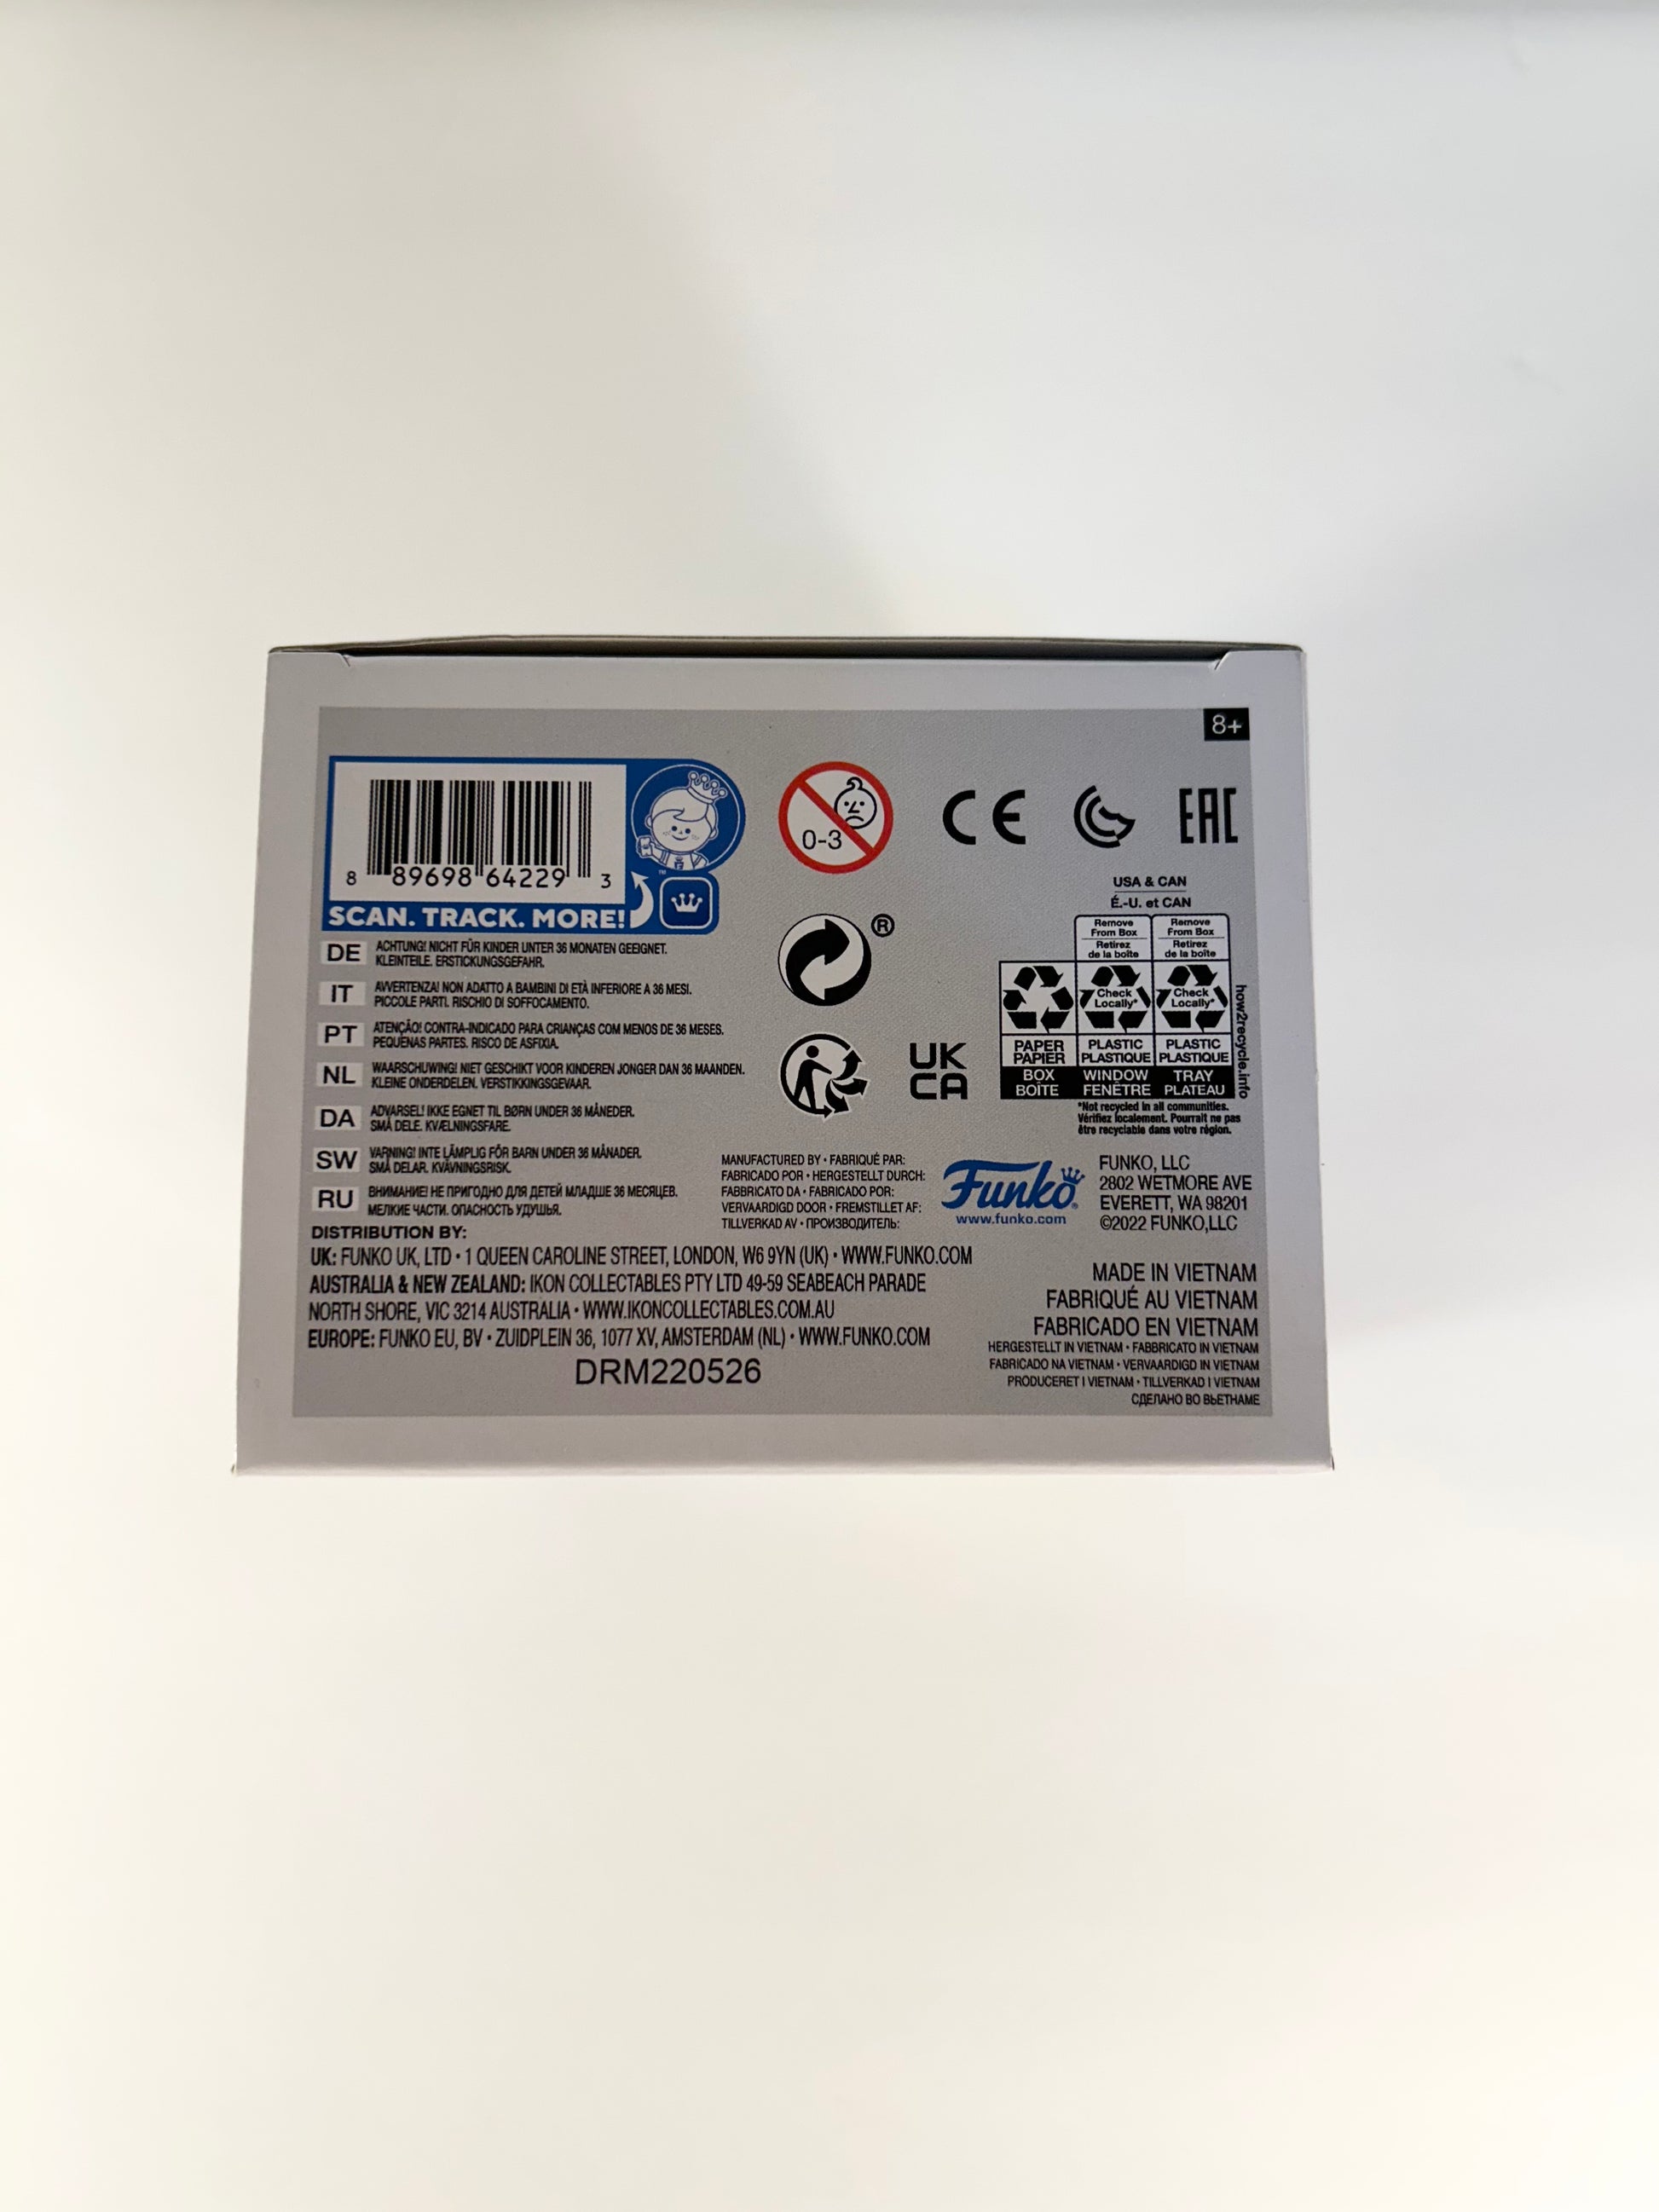 8+
8 89698 64229 3
SCAN. TRACK. MORE!
TM
0-3
CE
EAC
DE ACHTUNG! NICHT FÜR KINDER UNTER 36 MONATEN GEEIGNET.
KLEINTEILE. ERSTICKUNGSGEFAHR.
IT AVVERTENZA! NON ADATTO A BAMBINI DI ETÀ INFERIORE A 36 MESI.
PICCOLE PARTI. RISCHIO DI SOFFOCAMENTO.
PT ATENÇÃO! CONTRA-INDICADO PARA CRIANÇAS COM MENOS DE 36 MESES.
PEQUENAS PARTES. RISCO DE ASFIXIA.
NL WAARSCHUWING! NIET GESCHIKT VOOR KINDEREN JONGER DAN 36 MAANDEN.
KLEINE ONDERDELEN. VERSTIKKINGSGEVAAR.
DA ADVARSEL! IKKE EGNET TIL BØRN UNDER 36 MÅNEDER.
SMÅ DELE. KVÆLNINGSFARE.
SW VARNING! INTE LÄMPLIG FÖR BARN UNDER 36 MÅNADER.
SMÅ DELAR. KVÄVNINGSRISK.
RU ВНИМАНИЕ! НЕ ПРИГОДНО ДЛЯ ДЕТЕЙ МЛАДШЕ 36 МЕСЯЦЕВ.
МЕЛКИЕ ЧАСТИ. ОПАСНОСТЬ УДУШЬЯ.
®
UK
CA
USA & CAN
É.-U. et CAN
Remove
From Box
Retirez
de la boîte
Remove
From Box
Retirez
de la boîte
Check
Locally*
Check
Locally*
PAPER
PAPIER
PLASTIC
PLASTIQUE
PLASTIC
PLASTIQUE
BOX
BOÎTE
WINDOW
FENÊTRE
TRAY
PLATEAU
how2recycle.info
*Not recycled in all communities.
Vérifiez localement. Pourrait ne pas
être recyclable dans votre région.
MANUFACTURED BY • FABRIQUÉ PAR:
FABRICADO POR • HERGESTELLT DURCH:
FABBRICATO DA • FABRICADO POR:
VERVAARDIGD DOOR • FREMSTILLET AF:
TILLVERKAD AV • ПРОИЗВОДИТЕЛЬ:
Funko®
www.funko.com
FUNKO, LLC
2802 WETMORE AVE
EVERETT, WA 98201
©2022 FUNKO,LLC
DISTRIBUTION BY:
UK: FUNKO UK, LTD • 1 QUEEN CAROLINE STREET, LONDON, W6 9YN (UK) • WWW.FUNKO.COM
AUSTRALIA & NEW ZEALAND: IKON COLLECTABLES PTY LTD 49-59 SEABEACH PARADE
NORTH SHORE, VIC 3214 AUSTRALIA • WWW.IKONCOLLECTABLES.COM.AU
EUROPE: FUNKO EU, BV • ZUIDPLEIN 36, 1077 XV, AMSTERDAM (NL) • WWW.FUNKO.COM
DRM220526
MADE IN VIETNAM
FABRIQUÉ AU VIETNAM
FABRICADO EN VIETNAM
HERGESTELLT IN VIETNAM • FABBRICATO IN VIETNAM
FABRICADO NA VIETNAM • VERVAARDIGD IN VIETNAM
PRODUCERET I VIETNAM • TILLVERKAD I VIETNAM
СДЕЛАНО ВО ВЬЕТНАМЕ